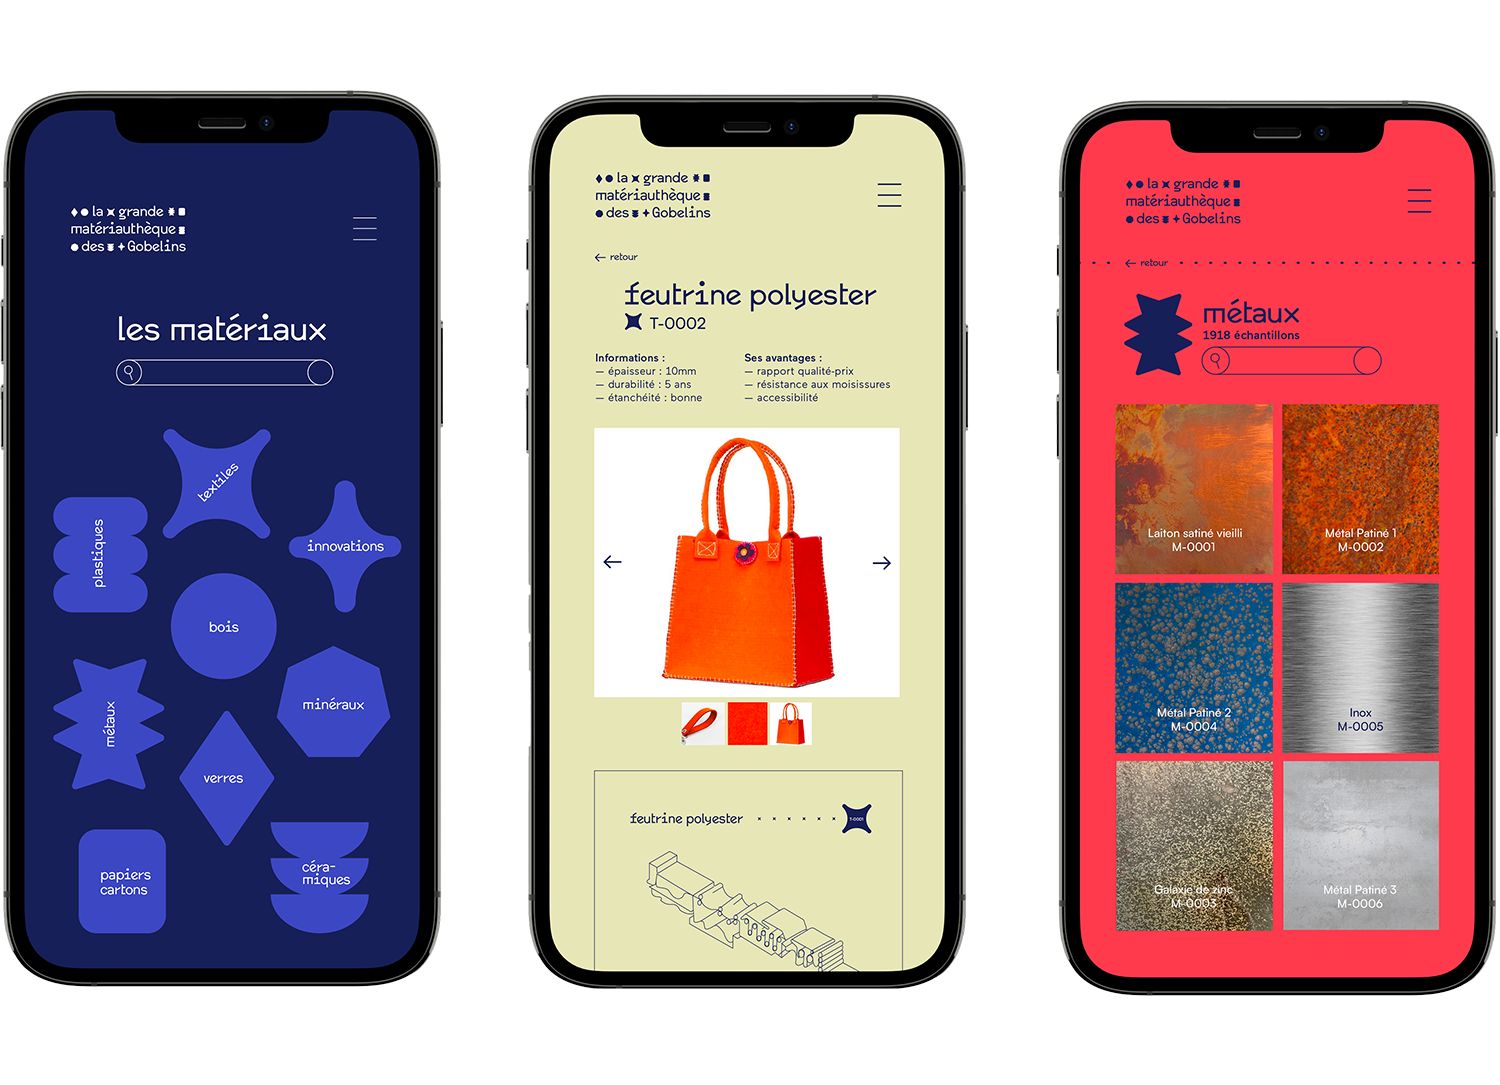 la grande
matériauthèque
des Gobelins
les matériaux
textiles
plastiques
innovations
bois
métaux
minéraux
verres
papiers
cartons
céra-
miques
la grande
matériauthèque
des Gobelins
← retour
feutrine polyester
T-0002
Informations :
— épaisseur : 10mm
— durabilité : 5 ans
— étanchéité : bonne
Ses avantages :
— rapport qualité-prix
— résistance aux moisissures
— accessibilité
feutrine polyester
T-0001
la grande
matériauthèque
des Gobelins
← retour
métaux
1918 échantillons
Laiton satiné vieilli
M-0001
Métal Patiné 1
M-0002
Métal Patiné 2
M-0004
Inox
M-0005
Galaxie de zinc
M-0003
Métal Patiné 3
M-0006